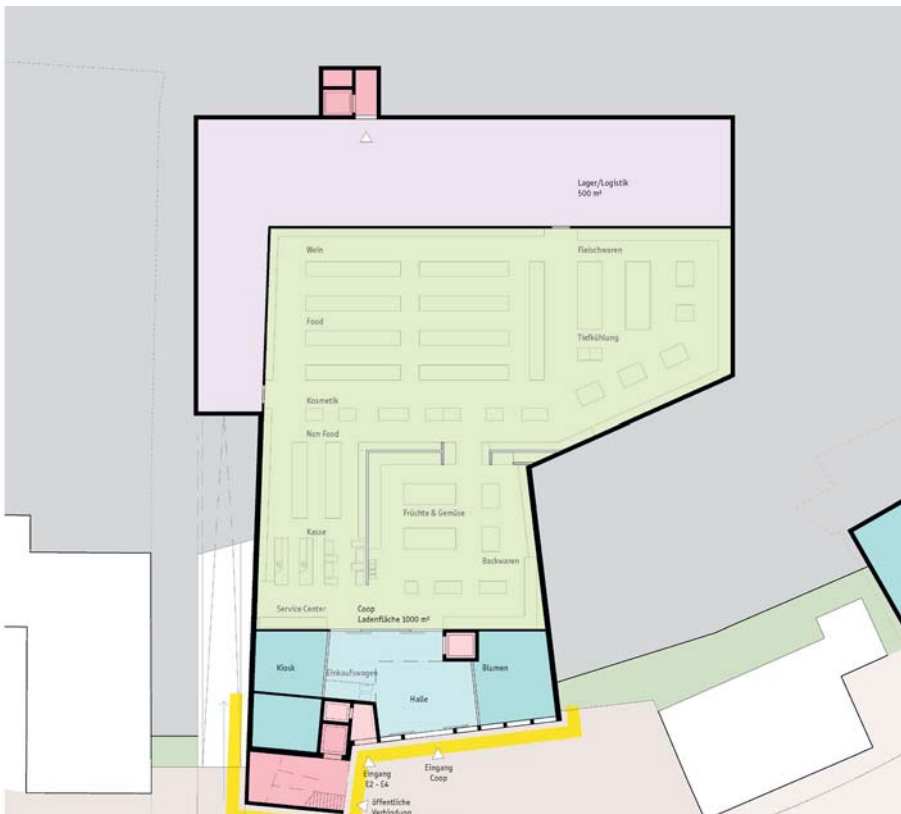 Lager/Logistik
500 m²
Wein
Fleischwaren
Food
Tiefkühlung
Kosmetik
Non Food
Früchte & Gemüse
Kasse
Backwaren
Service Center
Coop
Ladenfläche 1000 m²
Kiosk
Einkaufswagen
Blumen
Halle
Eingang
E2 - E4
Eingang
Coop
öffentliche
Verbindung